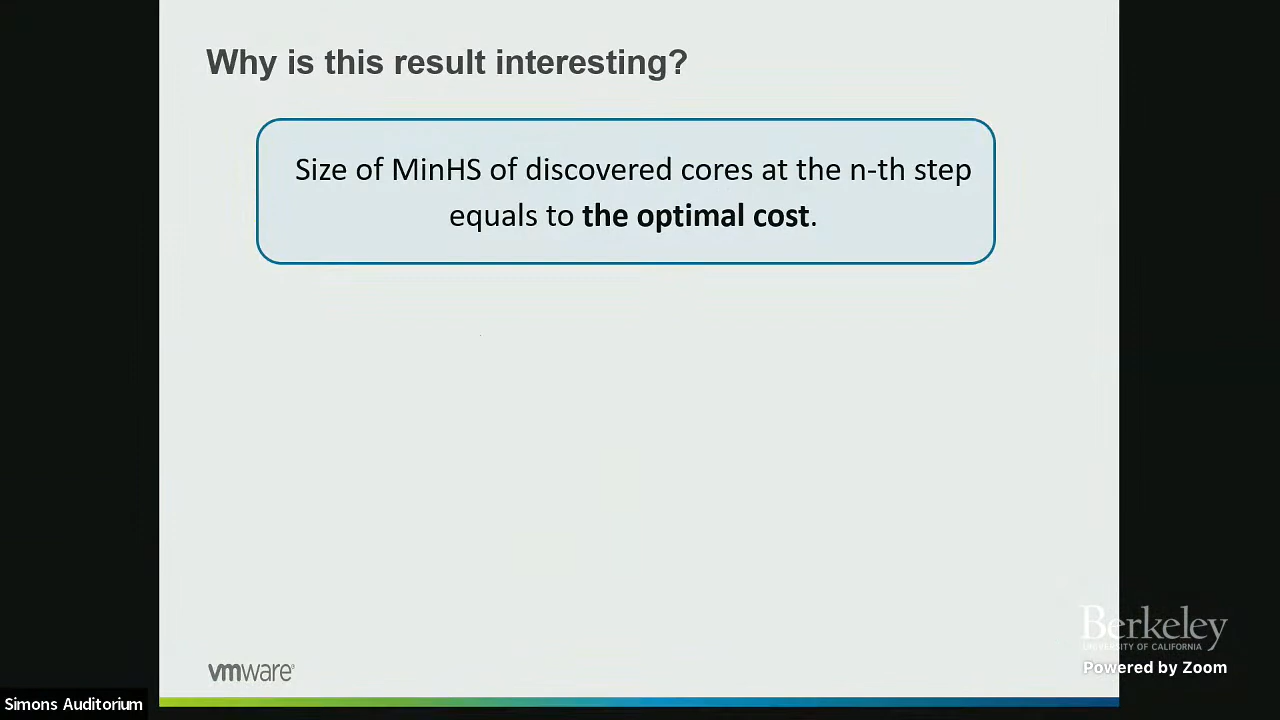 Why is this result interesting?
Size of MinHS of discovered cores at the n-th step
equals to the optimal cost.
vmware
Berkeley
UNIVERSITY OF CALIFORNIA
Powered by Zoom
Simons Auditorium